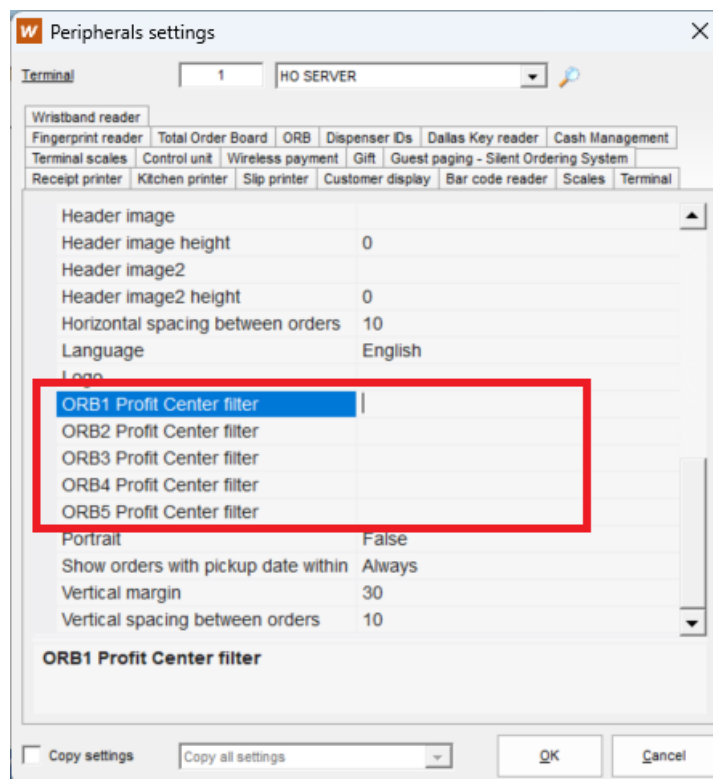 W Peripherals settings
Terminal 1 HO SERVER
Wristband reader
Fingerprint reader Total Order Board ORB Dispenser IDs Dallas Key reader Cash Management
Terminal scales Control unit Wireless payment Gift Guest paging - Silent Ordering System
Receipt printer Kitchen printer Slip printer Customer display Bar code reader Scales Terminal
Header image
Header image height 0
Header image2
Header image2 height 0
Horizontal spacing between orders 10
Language English
Logo
ORB1 Profit Center filter
ORB2 Profit Center filter
ORB3 Profit Center filter
ORB4 Profit Center filter
ORB5 Profit Center filter
Portrait False
Show orders with pickup date within Always
Vertical margin 30
Vertical spacing between orders 10
ORB1 Profit Center filter
Copy settings Copy all settings OK Cancel